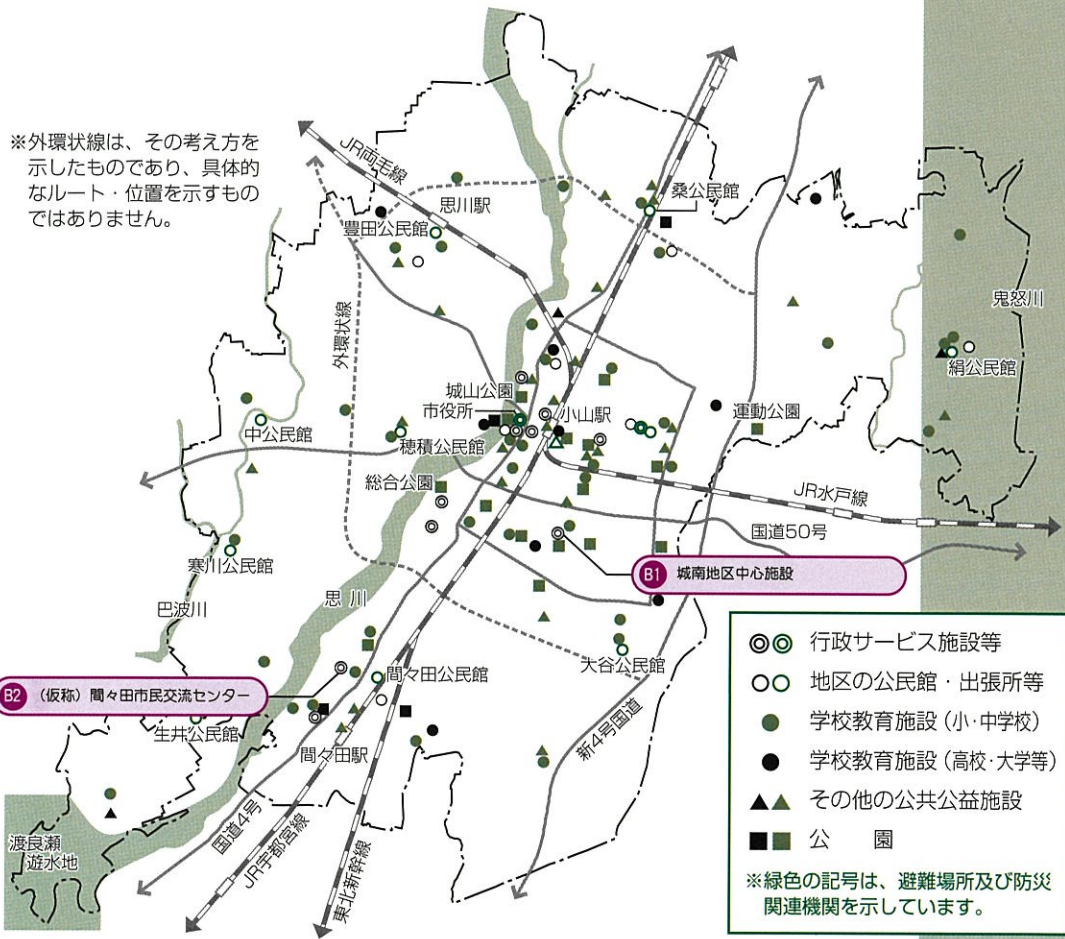 ※外環状線は、その考え方を
示したものであり、具体的
なルート・位置を示すもの
ではありません。
JR両毛線
思川駅
豊田公民館
桑公民館
鬼怒川
絹公民館
外環状線
城山公園
市役所
小山駅
運動公園
中公民館
穂積公民館
総合公園
JR水戸線
国道50号
寒川公民館
B1 城南地区中心施設
巴波川
思川
大谷公民館
間々田公民館
B2 (仮称)間々田市民交流センター
生井公民館
間々田駅
新4号国道
国道4号
JR宇都宮線
東北新幹線
渡良瀬
遊水地
行政サービス施設等
地区の公民館・出張所等
学校教育施設(小・中学校)
学校教育施設(高校・大学等)
その他の公共公益施設
公園
※緑色の記号は、避難場所及び防災
関連機関を示しています。